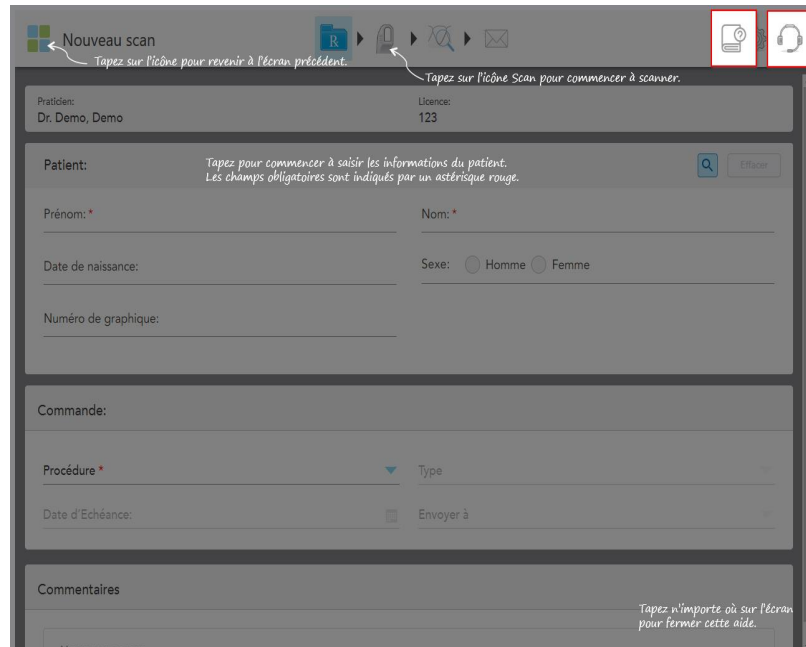 Nouveau scan
Tapez sur l'icône pour revenir à l'écran précédent.
Tapez sur l'icône Scan pour commencer à scanner.
Praticien:
Dr. Demo, Demo
Licence:
123
Patient:
Tapez pour commencer à saisir les informations du patient.
Les champs obligatoires sont indiqués par un astérisque rouge.
Effacer
Prénom: *
Nom: *
Date de naissance:
Sexe: Homme Femme
Numéro de graphique:
Commande:
Procédure *
Type
Date d'Echéance:
Envoyer à
Commentaires
Tapez n'importe où sur l'écran
pour fermer cette aide.